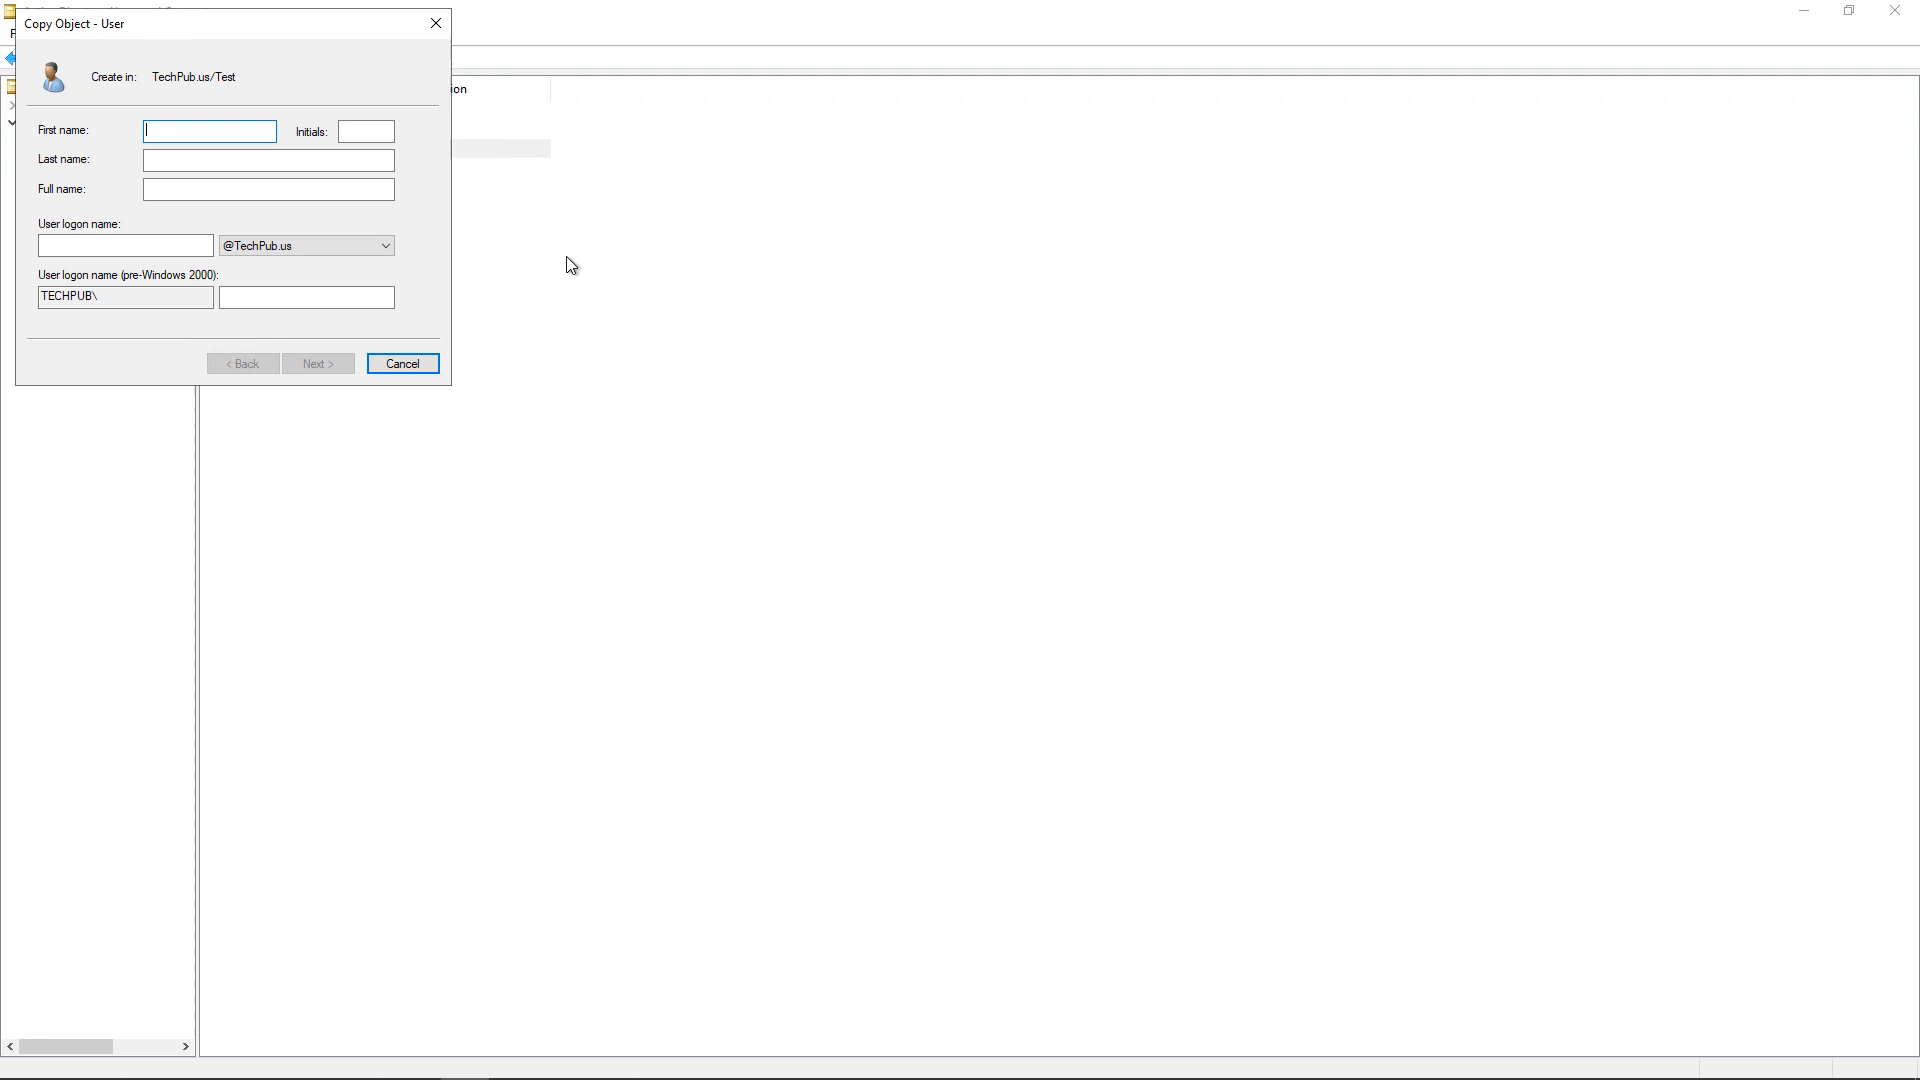 Copy Object - User
Create in: TechPub.us/Test
ion
First name:
Initials:
Last name:
Full name:
User logon name:
@TechPub.us
User logon name (pre-Windows 2000):
TECHPUB\
< Back
Next >
Cancel